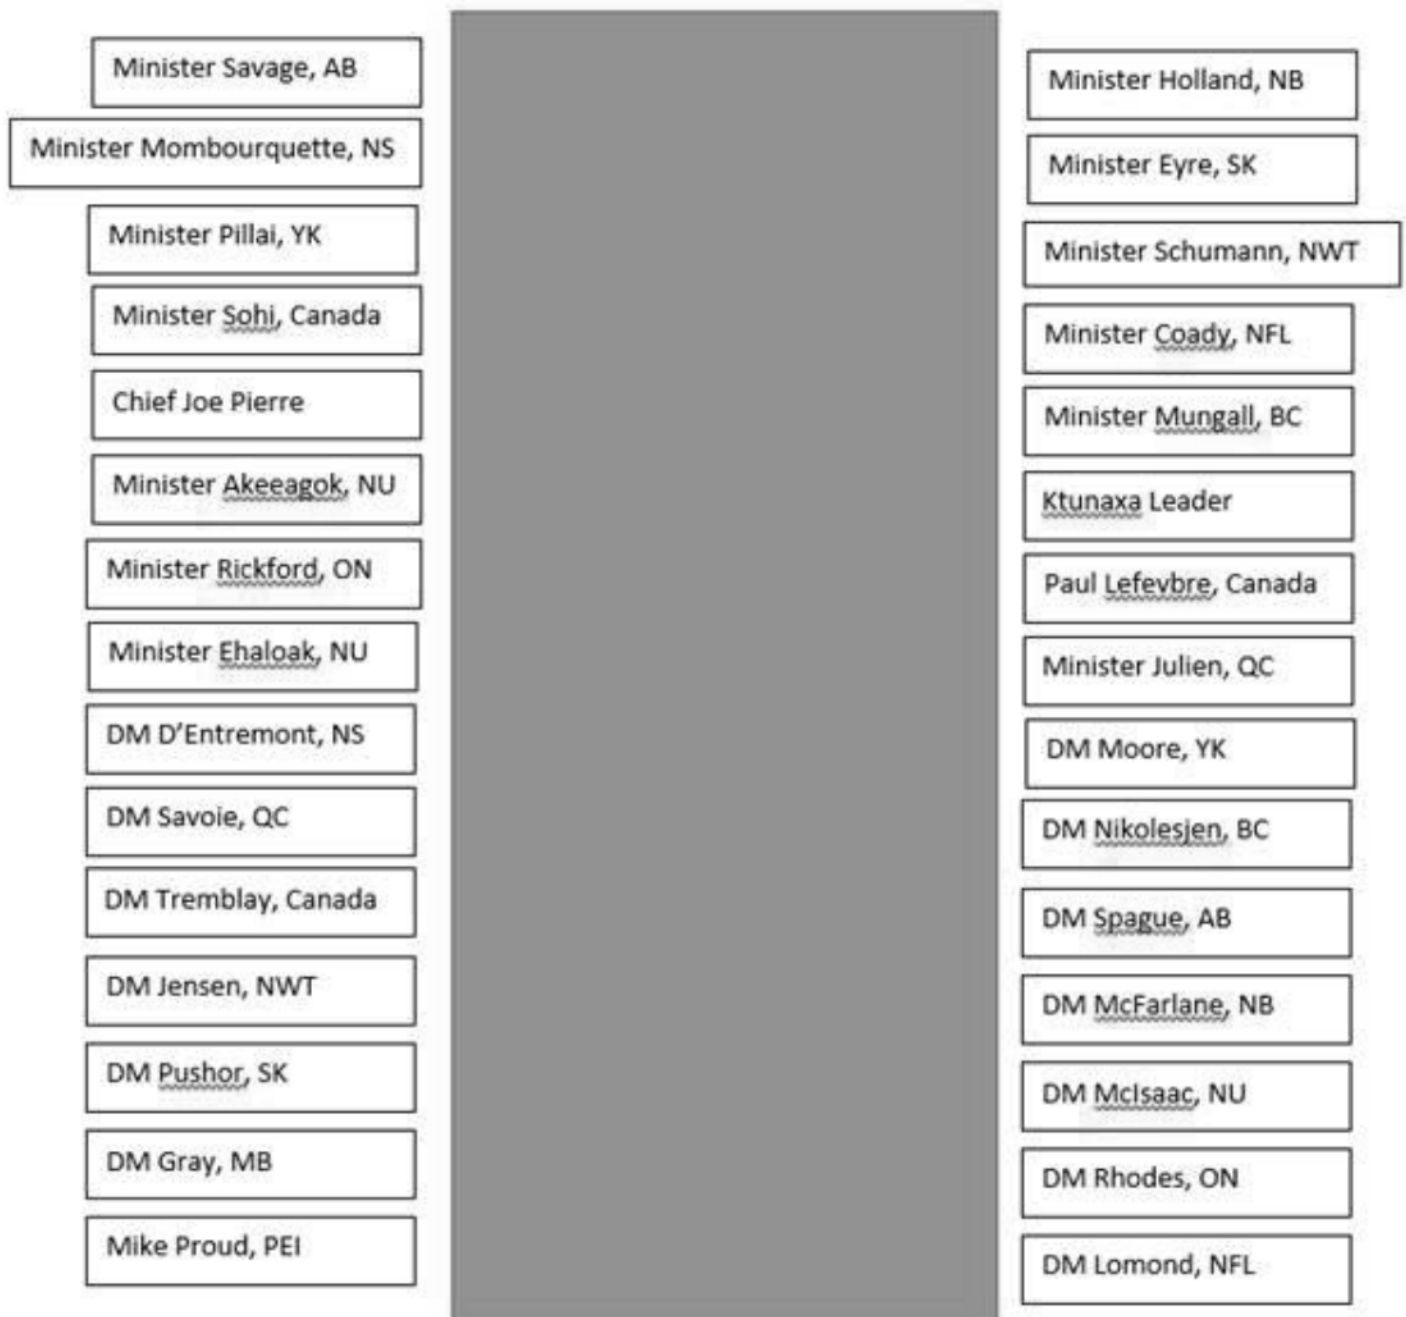 Minister Savage, AB
Minister Mombourquette, NS
Minister Pillai, YK
Minister Sohi, Canada
Chief Joe Pierre
Minister Akeeagok, NU
Minister Rickford, ON
Minister Ehaloak, NU
DM D'Entremont, NS
DM Savoie, QC
DM Tremblay, Canada
DM Jensen, NWT
DM Pushor, SK
DM Gray, MB
Mike Proud, PEI
Minister Holland, NB
Minister Eyre, SK
Minister Schumann, NWT
Minister Coady, NFL
Minister Mungall, BC
Ktunaxa Leader
Paul Lefevbre, Canada
Minister Julien, QC
DM Moore, YK
DM Nikolesjen, BC
DM Spague, AB
DM McFarlane, NB
DM McIsaac, NU
DM Rhodes, ON
DM Lomond, NFL